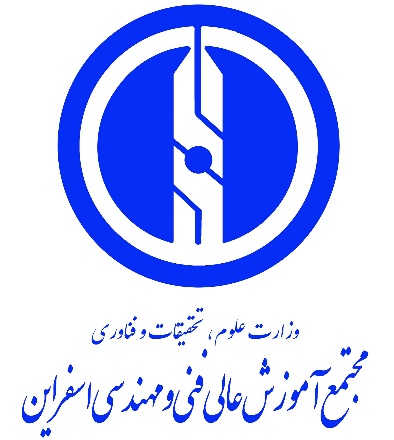 وزارت علوم، تحقیقات و فناوری
مجتمع آموزش عالی فنی و مهندسی اسفراین